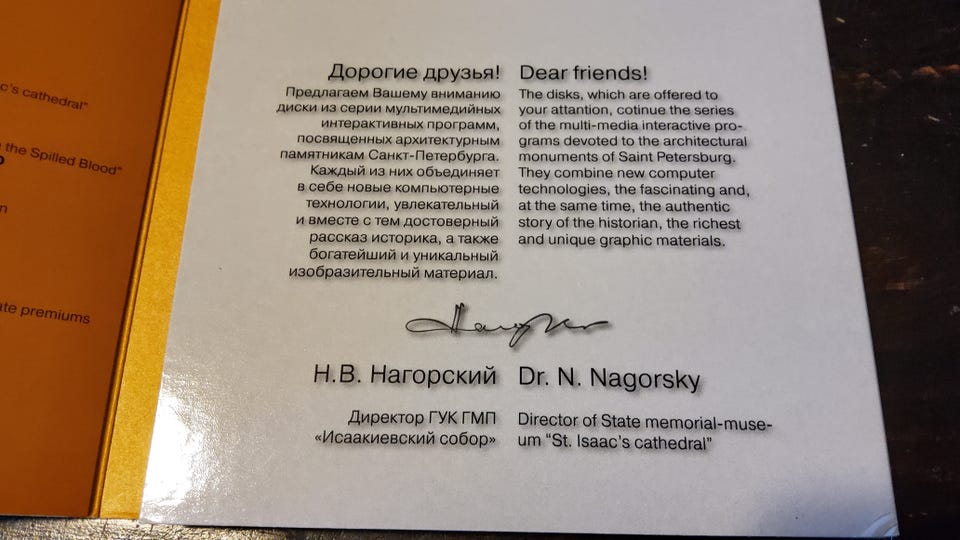 c's cathedral"
the Spilled Blood"
ate premiums
Дорогие друзья!
Предлагаем Вашему вниманию
диски из серии мультимедийных
интерактивных программ,
посвященных архитектурным
памятникам Санкт-Петербурга.
Каждый из них объединяет
в себе новые компьютерные
технологии, увлекательный
и вместе с тем достоверный
рассказ историка, а также
богатейший и уникальный
изобразительный материал.
Dear friends!
The disks, which are offered to
your attantion, cotinue the series
of the multi-media interactive pro-
grams devoted to the architectural
monuments of Saint Petersburg.
They combine new computer
technologies, the fascinating and,
at the same time, the authentic
story of the historian, the richest
and unique graphic materials.
Н.В. Нагорский
Директор ГУК ГМП
«Исаакиевский собор»
Dr. N. Nagorsky
Director of State memorial-muse-
um "St. Isaac's cathedral"